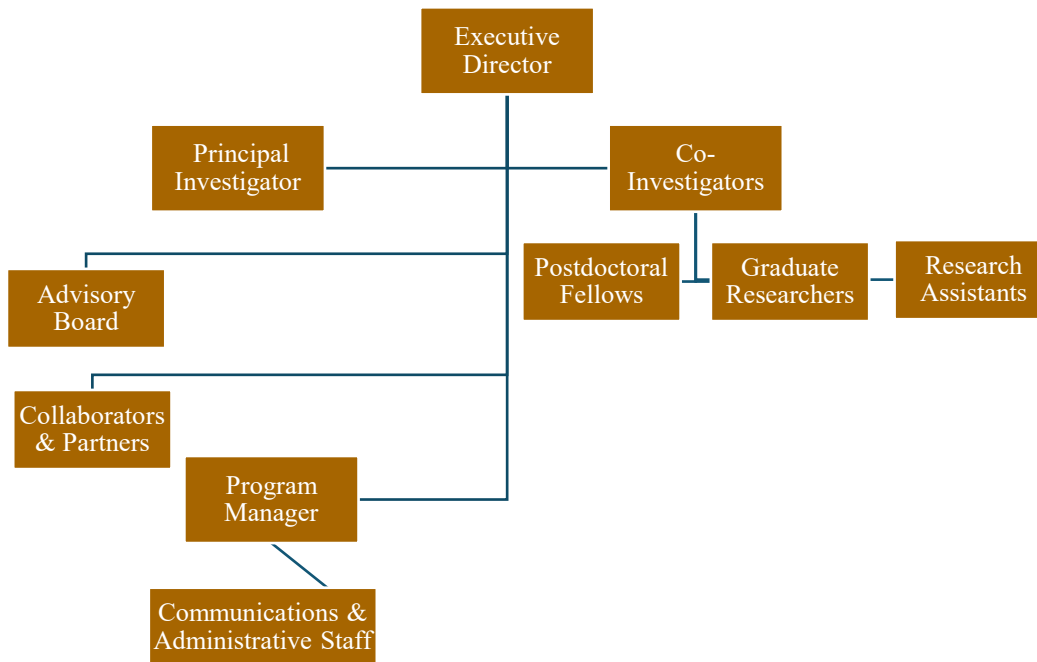 Executive
Director
Principal
Investigator
Co-
Investigators
Postdoctoral
Fellows
Graduate
Researchers
Research
Assistants
Advisory
Board
Collaborators
& Partners
Program
Manager
Communications &
Administrative Staff